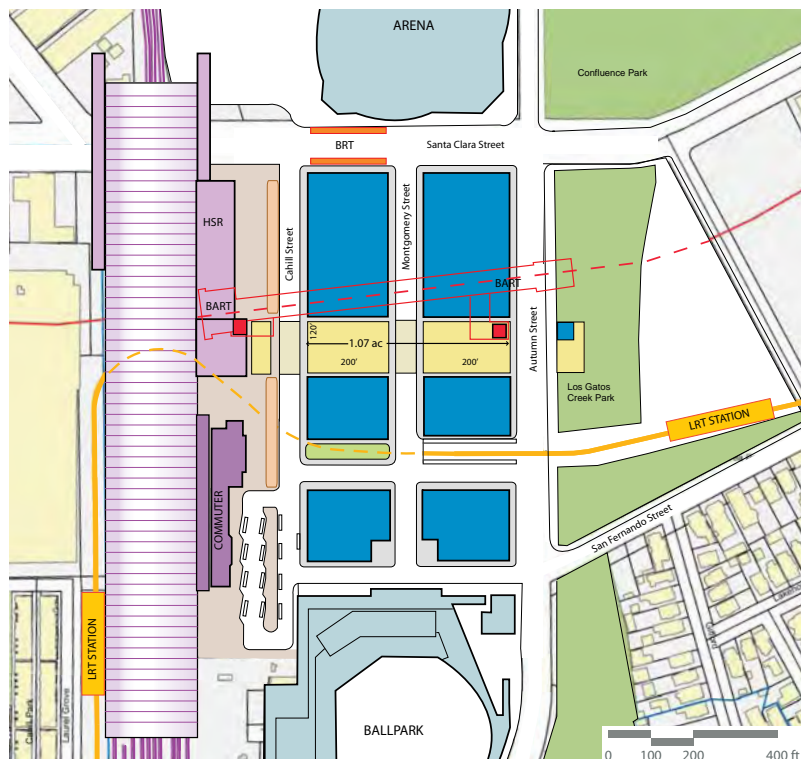 ARENA
Confluence Park
BRT
Santa Clara Street
HSR
Cahill Street
Montgomery Street
BART
BART
Autumn Street
120'
1.07 ac
200'
200'
Los Gatos
Creek Park
LRT STATION
San Fernando Street
COMMUTER
LRT STATION
Laurel Grove
BALLPARK
0 100 200 400 ft